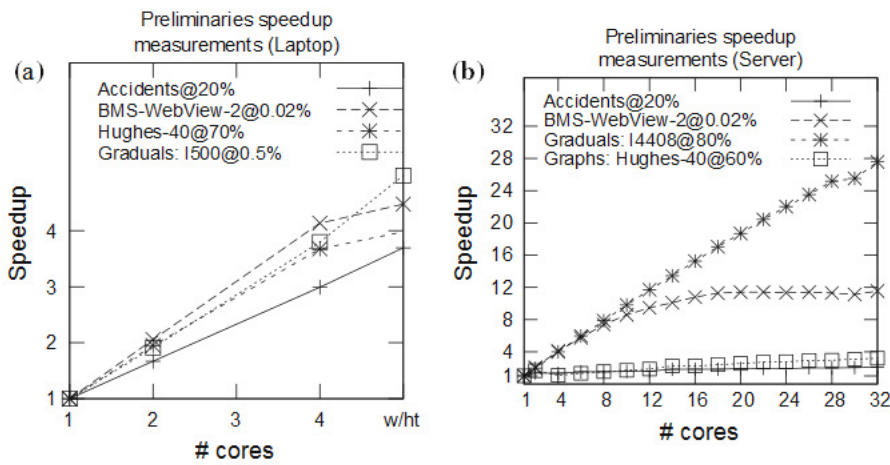 Preliminaries speedup
measurements (Laptop)
(a)
Accidents@20%
BMS-WebView-2@0.02%
Hughes-40@70%
Graduals: I500@0.5%
Speedup
4
3
2
1
1 2 3 4 w/ht
# cores
Preliminaries speedup
measurements (Server)
(b)
Accidents@20%
BMS-WebView-2@0.02%
Graduals: I4408@80%
Graphs: Hughes-40@60%
Speedup
32
28
24
20
16
12
8
4
1
1 4 8 12 16 20 24 28 32
# cores